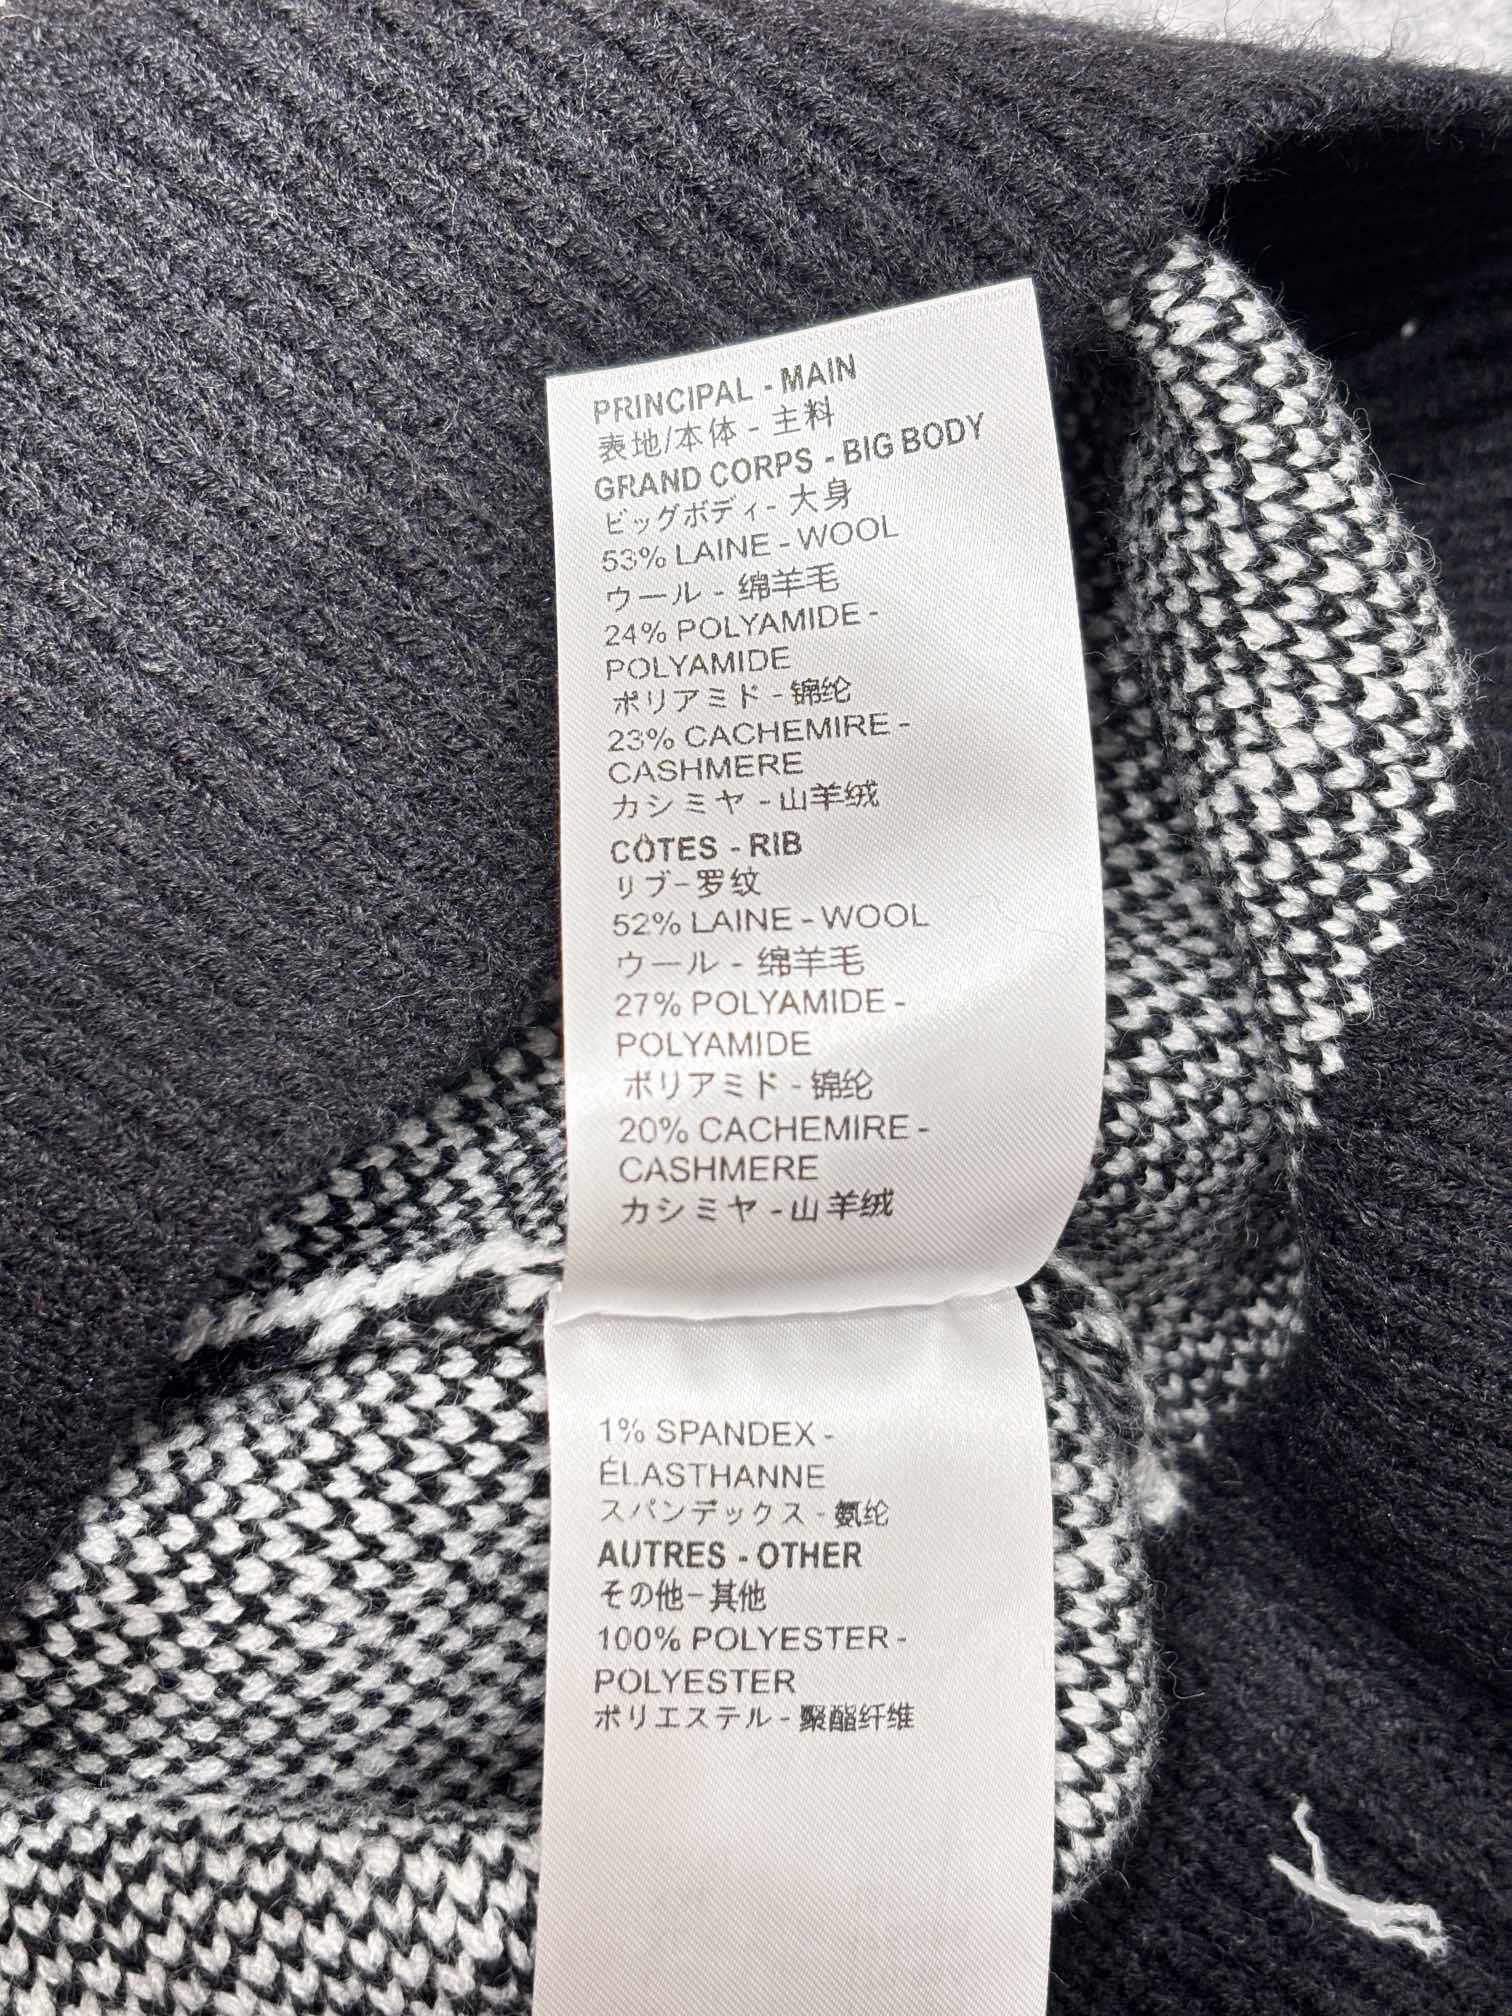 PRINCIPAL - MAIN
表地/本体 - 主料
GRAND CORPS - BIG BODY
ビッグボディ - 大身
53% LAINE - WOOL
ウール - 绵羊毛
24% POLYAMIDE -
POLYAMIDE
ポリアミド - 锦纶
23% CACHEMIRE -
CASHMERE
カシミヤ - 山羊绒
CÔTES - RIB
リブ - 罗纹
52% LAINE - WOOL
ウール - 绵羊毛
27% POLYAMIDE -
POLYAMIDE
ポリアミド - 锦纶
20% CACHEMIRE -
CASHMERE
カシミヤ - 山羊绒
1% SPANDEX -
ÉLASTHANNE
スパンデックス - 氨纶
AUTRES - OTHER
その他 - 其他
100% POLYESTER -
POLYESTER
ポリエステル - 聚酯纤维